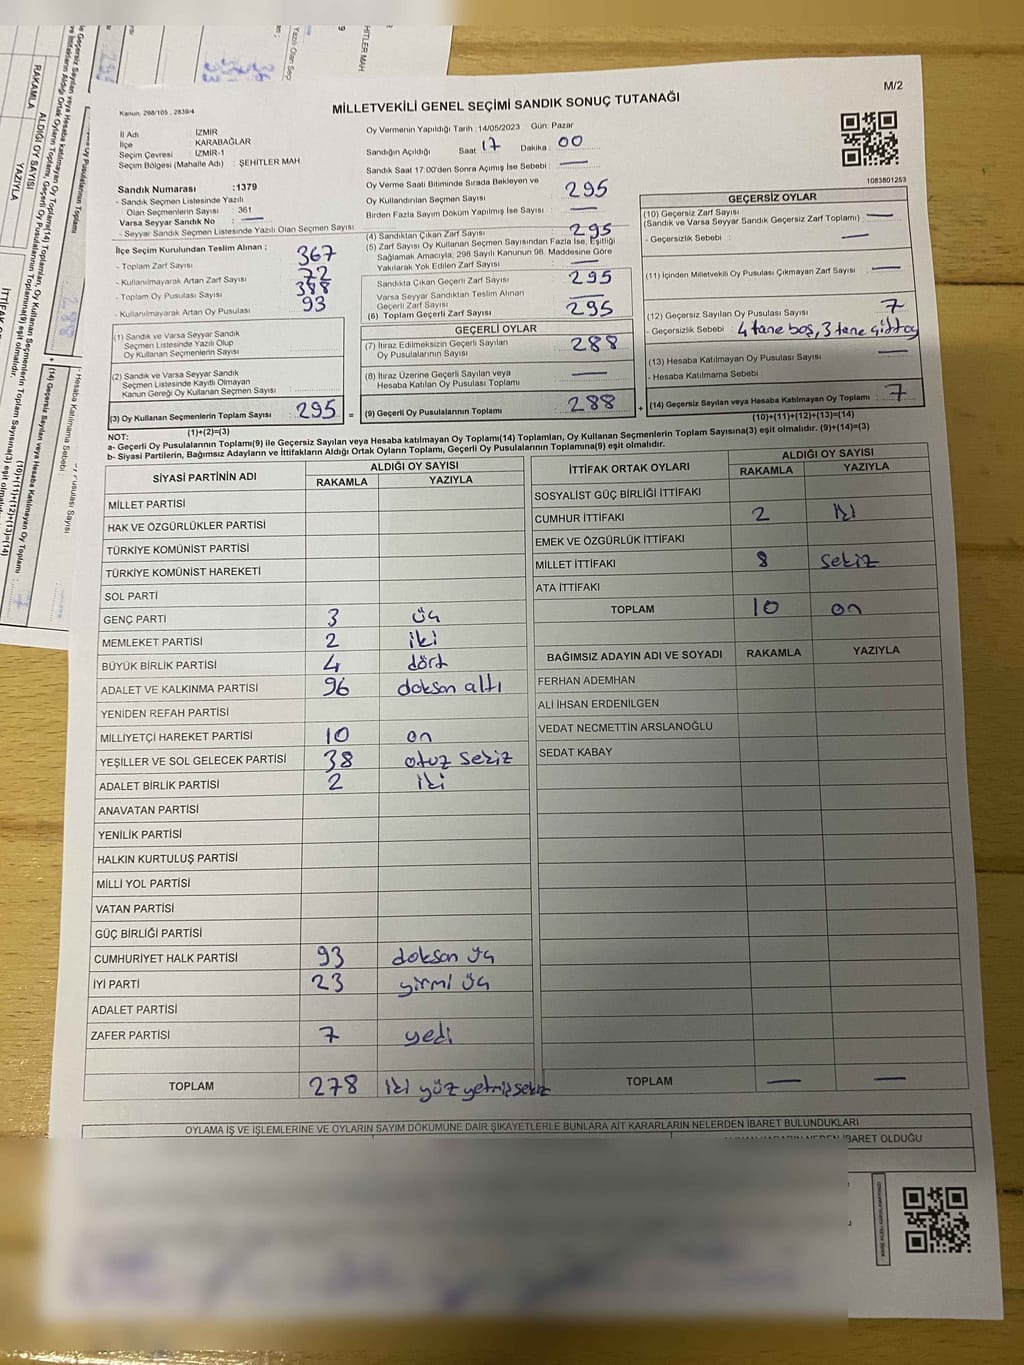 M/2
MİLLETVEKİLİ GENEL SEÇİMİ SANDIK SONUÇ TUTANAĞI
Kanun: 298/105 , 2839/4
İl Adı : İZMİR
İlçe : KARABAĞLAR
Seçim Çevresi : İZMİR-1
Seçim Bölgesi (Mahalle Adı) : ŞEHİTLER MAH
Sandık Numarası :1379
- Sandık Seçmen Listesinde Yazılı
Olan Seçmenlerin Sayısı : 361
Varsa Seyyar Sandık No : —
- Seyyar Sandık Seçmen Listesinde Yazılı Olan Seçmen Sayısı
İlçe Seçim Kurulundan Teslim Alınan ;
- Toplam Zarf Sayısı : 367
- Kullanılmayarak Artan Zarf Sayısı : 72
- Toplam Oy Pusulası Sayısı : 388
- Kullanılmayarak Artan Oy Pusulası : 93
(1) Sandık ve Varsa Seyyar Sandık
Seçmen Listesinde Yazılı Olup
Oy Kullanan Seçmenlerin Sayısı
(2) Sandık ve Varsa Seyyar Sandık
Seçmen Listesinde Kayıtlı Olmayan
Kanun Gereği Oy Kullanan Seçmen Sayısı
(3) Oy Kullanan Seçmenlerin Toplam Sayısı 295 =
(1)+(2)=(3)
Oy Vermenin Yapıldığı Tarih : 14/05/2023 Gün: Pazar
Sandığın Açıldığı Saat : 17 Dakika : 00
Sandık Saat 17:00'den Sonra Açılmış İse Sebebi : —
Oy Verme Saati Bitiminde Sırada Bekleyen ve
Oy Kullandırılan Seçmen Sayısı : 295
Birden Fazla Sayım Döküm Yapılmış İse Sayısı : —
(4) Sandıktan Çıkan Zarf Sayısı : 295
(5) Zarf Sayısı Oy Kullanan Seçmen Sayısından Fazla İse, Eşitliği
Sağlamak Amacıyla; 298 Sayılı Kanunun 98. Maddesine Göre
Yakılarak Yok Edilen Zarf Sayısı : —
Sandıkta Çıkan Geçerli Zarf Sayısı : 295
Varsa Seyyar Sandıktan Teslim Alınan
Geçerli Zarf Sayısı : —
(6) Toplam Geçerli Zarf Sayısı : 295
GEÇERLİ OYLAR
(7) İtiraz Edilmeksizin Geçerli Sayılan
Oy Pusulalarının Sayısı : 288
(8) İtiraz Üzerine Geçerli Sayılan veya
Hesaba Katılan Oy Pusulası Toplamı : —
(9) Geçerli Oy Pusulalarının Toplamı : 288 +
1083801253
GEÇERSİZ OYLAR
(10) Geçersiz Zarf Sayısı : —
(Sandık ve Varsa Seyyar Sandık Geçersiz Zarf Toplamı)
- Geçersizlik Sebebi : —
(11) İçinden Milletvekili Oy Pusulası Çıkmayan Zarf Sayısı : —
(12) Geçersiz Sayılan Oy Pusulası Sayısı : 7
- Geçersizlik Sebebi : 4 tane boş, 3 tane çift oy
(13) Hesaba Katılmayan Oy Pusulası Sayısı : —
- Hesaba Katılmama Sebebi :
(14) Geçersiz Sayılan veya Hesaba Katılmayan Oy Toplamı : 7
(10)+(11)+(12)+(13)=(14)
NOT:
a- Geçerli Oy Pusulalarının Toplamı(9) ile Geçersiz Sayılan veya Hesaba katılmayan Oy Toplamı(14) Toplamları, Oy Kullanan Seçmenlerin Toplam Sayısına(3) eşit olmalıdır. (9)+(14)=(3)
b- Siyasi Partilerin, Bağımsız Adayların ve İttifakların Aldığı Ortak Oyların Toplamı, Geçerli Oy Pusulalarının Toplamına(9) eşit olmalıdır.
SİYASİ PARTİNİN ADI ALDIĞI OY SAYISI
RAKAMLA YAZIYLA
MİLLET PARTİSİ
HAK VE ÖZGÜRLÜKLER PARTİSİ
TÜRKİYE KOMÜNİST PARTİSİ
TÜRKİYE KOMÜNİST HAREKETİ
SOL PARTİ
GENÇ PARTİ 3 üç
MEMLEKET PARTİSİ 2 iki
BÜYÜK BİRLİK PARTİSİ 4 dört
ADALET VE KALKINMA PARTİSİ 96 doksan altı
YENİDEN REFAH PARTİSİ
MİLLİYETÇİ HAREKET PARTİSİ 10 on
YEŞİLLER VE SOL GELECEK PARTİSİ 38 otuz sekiz
ADALET BİRLİK PARTİSİ 2 iki
ANAVATAN PARTİSİ
YENİLİK PARTİSİ
HALKIN KURTULUŞ PARTİSİ
MİLLİ YOL PARTİSİ
VATAN PARTİSİ
GÜÇ BİRLİĞİ PARTİSİ
CUMHURİYET HALK PARTİSİ 93 doksan üç
İYİ PARTİ 23 yirmi üç
ADALET PARTİSİ
ZAFER PARTİSİ 7 yedi
TOPLAM 278 iki yüz yetmiş sekiz
İTTİFAK ORTAK OYLARI ALDIĞI OY SAYISI
RAKAMLA YAZIYLA
SOSYALİST GÜÇ BİRLİĞİ İTTİFAKI
CUMHUR İTTİFAKI 2 iki
EMEK VE ÖZGÜRLÜK İTTİFAKI
MİLLET İTTİFAKI 8 sekiz
ATA İTTİFAKI
TOPLAM 10 on
BAĞIMSIZ ADAYIN ADI VE SOYADI RAKAMLA YAZIYLA
FERHAN ADEMHAN
ALİ İHSAN ERDENİLGEN
VEDAT NECMETTİN ARSLANOĞLU
SEDAT KABAY
TOPLAM — —
OYLAMA İŞ VE İŞLEMLERİNE VE OYLARIN SAYIM DÖKÜMÜNE DAİR ŞİKAYETLERLE BUNLARA AİT KARARLARIN NELERDEN İBARET BULUNDUKLARI
İBARET OLDUĞU